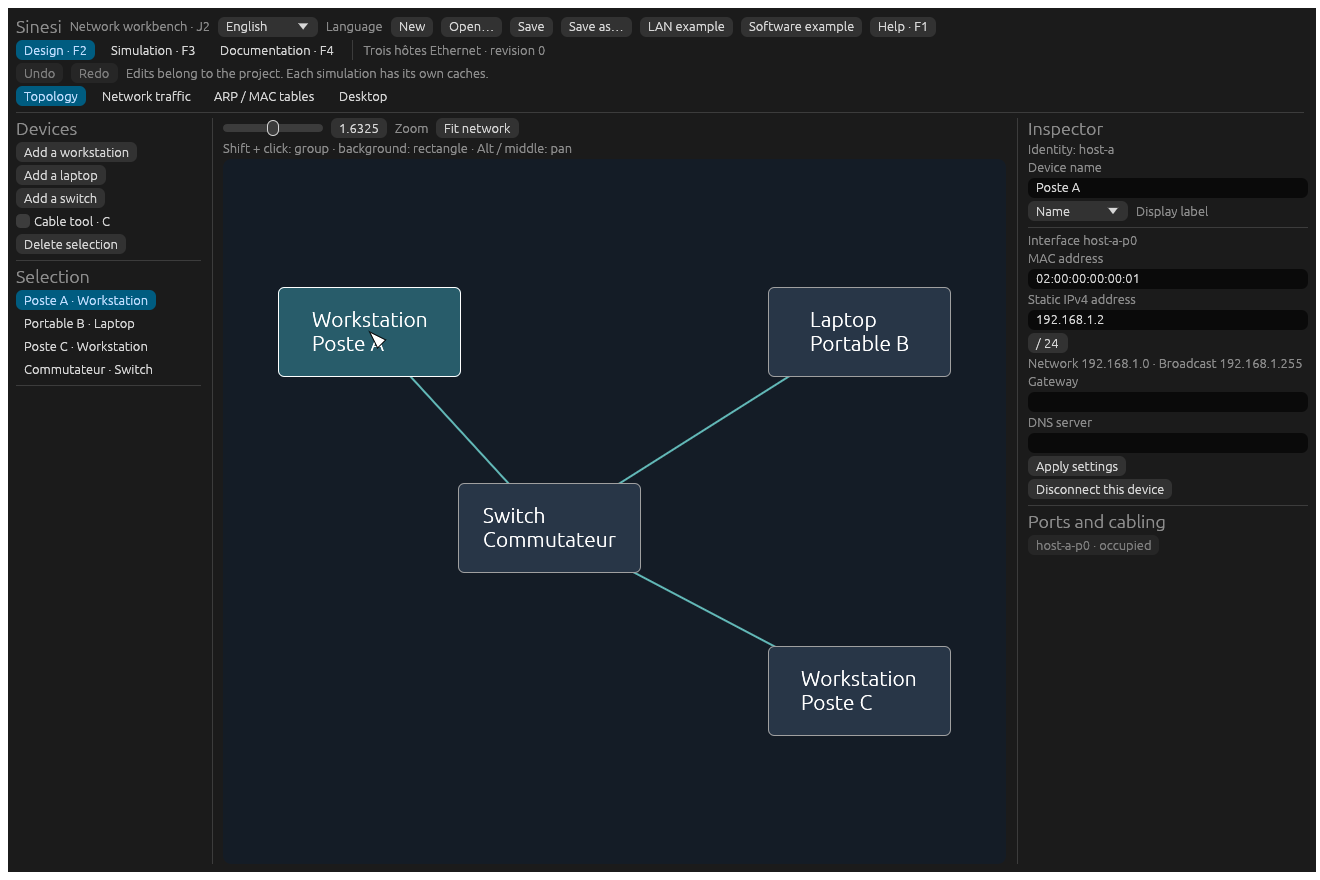 Sinesi Network workbench · J2 English Language New Open... Save Save as... LAN example Software example Help · F1
Design · F2 Simulation · F3 Documentation · F4 Trois hôtes Ethernet · revision 0
Undo Redo Edits belong to the project. Each simulation has its own caches.
Topology Network traffic ARP / MAC tables Desktop
Devices
Add a workstation
Add a laptop
Add a switch
Cable tool · C
Delete selection
Selection
Poste A · Workstation
Portable B · Laptop
Poste C · Workstation
Commutateur · Switch
1.6325 Zoom Fit network
Shift + click: group · background: rectangle · Alt / middle: pan
Workstation
Poste A
Laptop
Portable B
Switch
Commutateur
Workstation
Poste C
Inspector
Identity: host-a
Device name
Poste A
Name Display label
Interface host-a-p0
MAC address
02:00:00:00:00:01
Static IPv4 address
192.168.1.2
/ 24
Network 192.168.1.0 · Broadcast 192.168.1.255
Gateway
DNS server
Apply settings
Disconnect this device
Ports and cabling
host-a-p0 · occupied